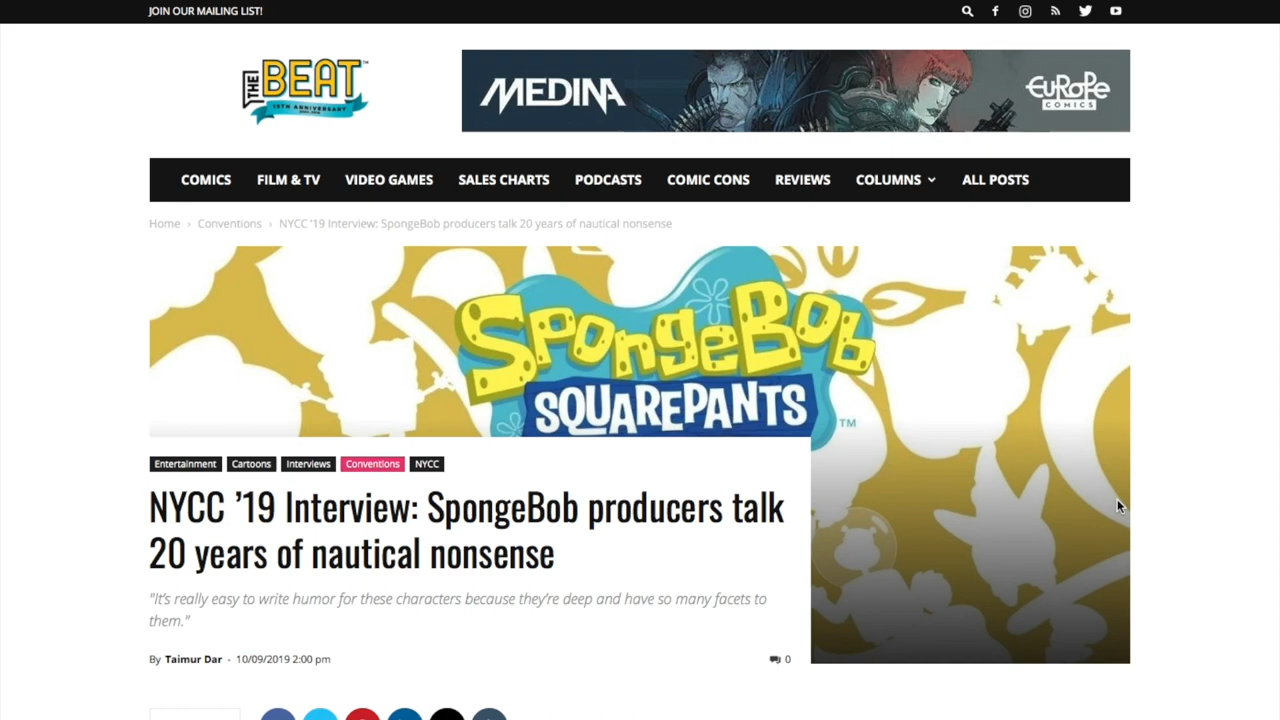 JOIN OUR MAILING LIST!
THE BEAT™
15TH ANNIVERSARY
MEDINA
EUROPE
COMICS
COMICS FILM & TV VIDEO GAMES SALES CHARTS PODCASTS COMIC CONS REVIEWS COLUMNS ALL POSTS
Home › Conventions › NYCC '19 Interview: SpongeBob producers talk 20 years of nautical nonsense
SPONGEBOB
SQUAREPANTS™
Entertainment Cartoons Interviews Conventions NYCC
NYCC ’19 Interview: SpongeBob producers talk
20 years of nautical nonsense
"It’s really easy to write humor for these characters because they’re deep and have so many facets to
them.”
By Taimur Dar - 10/09/2019 2:00 pm 0